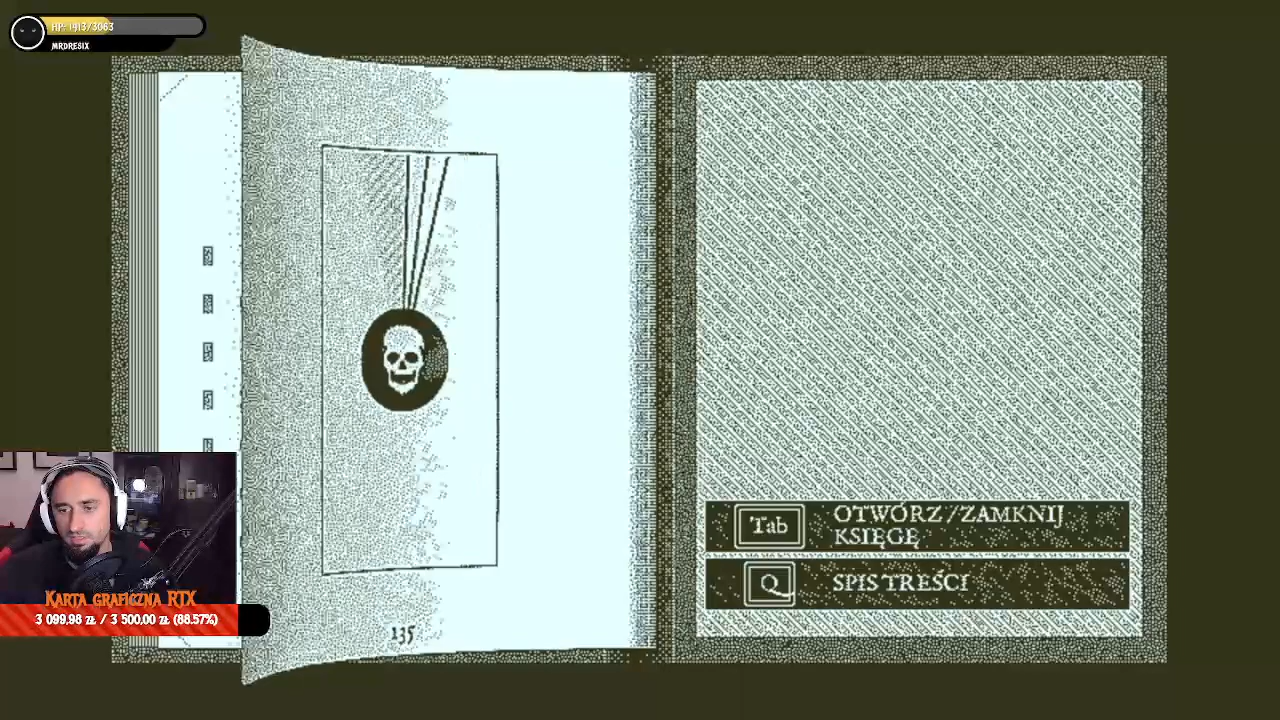 HP: 1413/3063
MRDRESIX
135
Tab
OTWÓRZ/ZAMKNIJ
KSIĘGĘ
Q
SPIS TREŚCI
KARTA GRAFICZNA RTX
3 099,98 zł / 3 500,00 zł (88.57%)